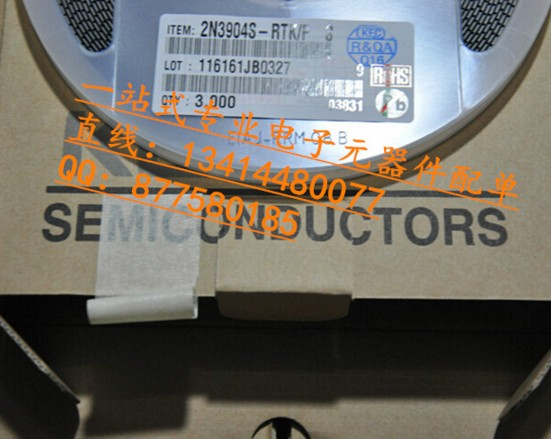 ITEM: 2N3904S-RTK/P
KEC
R&QA
Q16
LOT : 116161JB0327
9
RoHS
QTY: 3,000
03831
b
一站式专业电子元器件配单
直线：13414480077
QQ：877580185
SEMICONDUCTORS